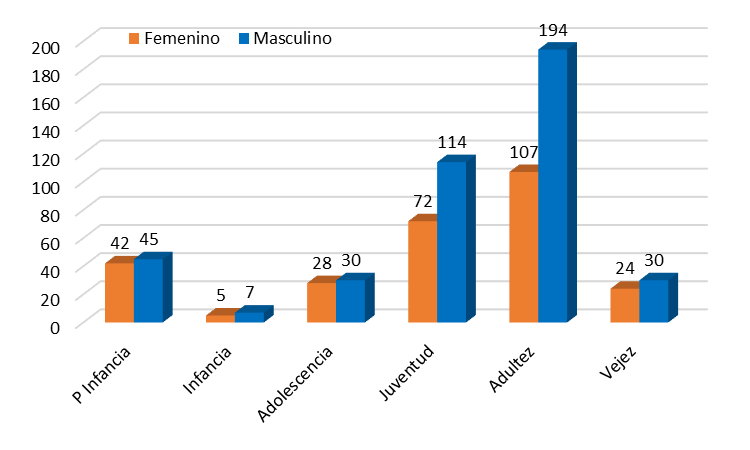 Femenino Masculino
200
180
160
140
120
100
80
60
40
20
0
42 45
5 7
28 30
72 114
107 194
24 30
P Infancia
Infancia
Adolescencia
Juventud
Adultez
Vejez